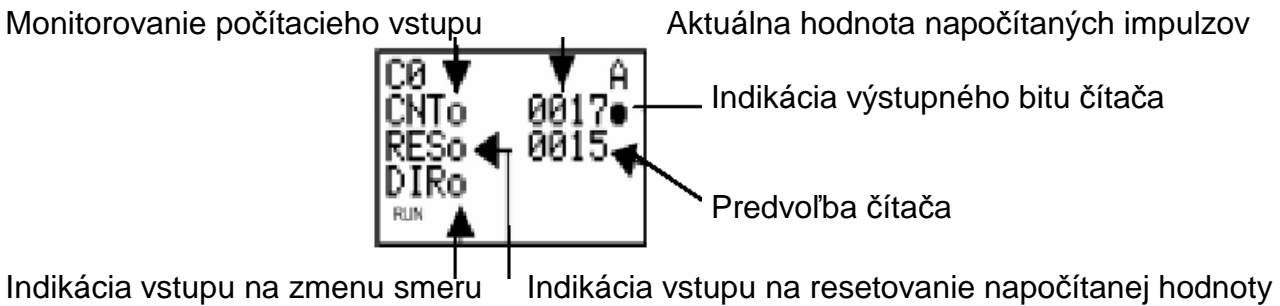 Monitorovanie počítacieho vstupu Aktuálna hodnota napočítaných impulzov
C0 A
CNTo 0017●
Indikácia výstupného bitu čítača
RESo 0015
DIRo
Predvoľba čítača
RUN
Indikácia vstupu na zmenu smeru Indikácia vstupu na resetovanie napočítanej hodnoty